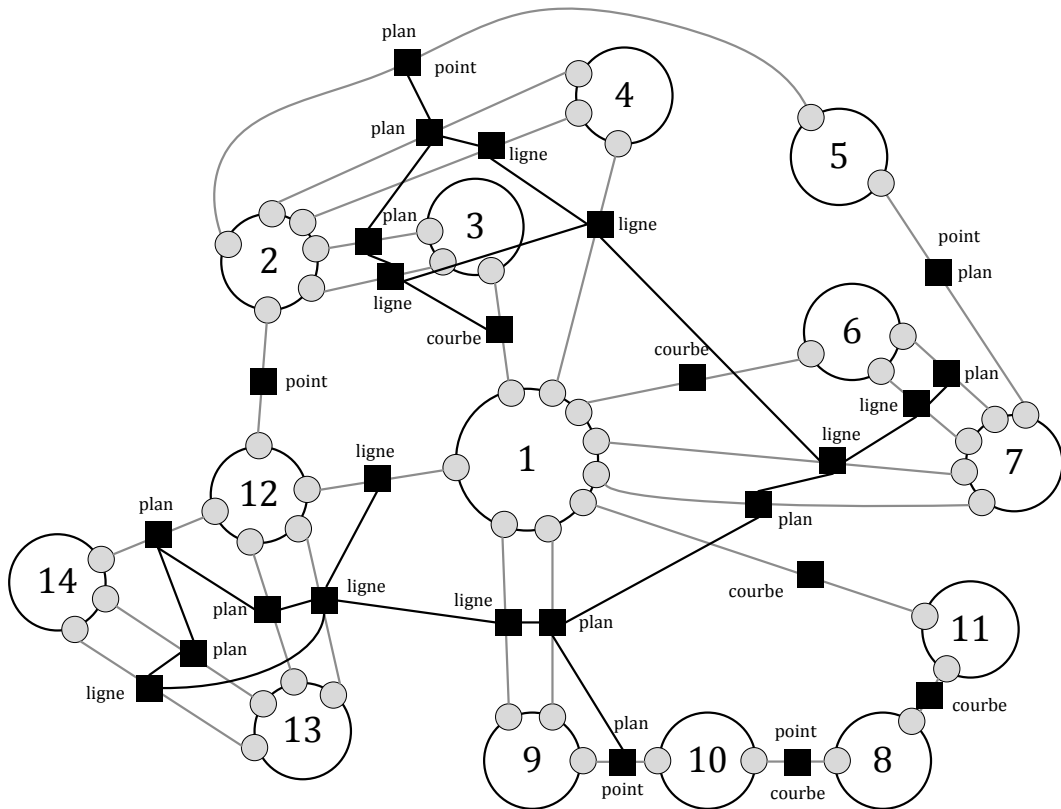 plan
point
plan
ligne
4
5
plan
3
ligne
2
ligne
courbe
point
plan
6
courbe
point
plan
ligne
ligne
ligne
1
7
12
plan
plan
14
plan
ligne
ligne
plan
courbe
plan
11
ligne
courbe
13
plan
9
point
10
point
courbe
8